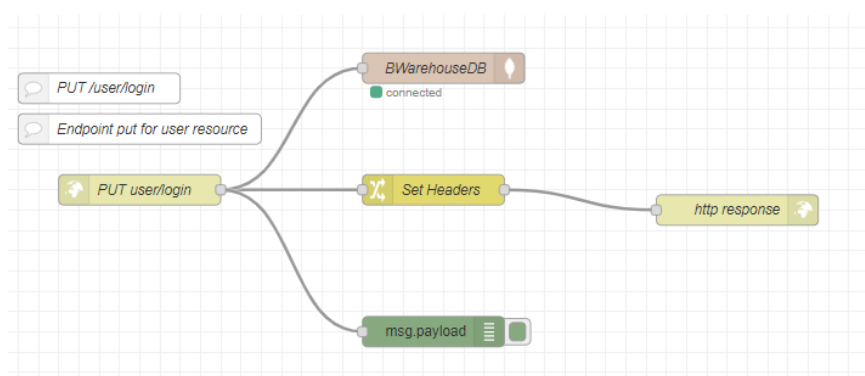 BWarehouseDB
connected
PUT /user/login
Endpoint put for user resource
PUT user/login
Set Headers
http response
msg.payload